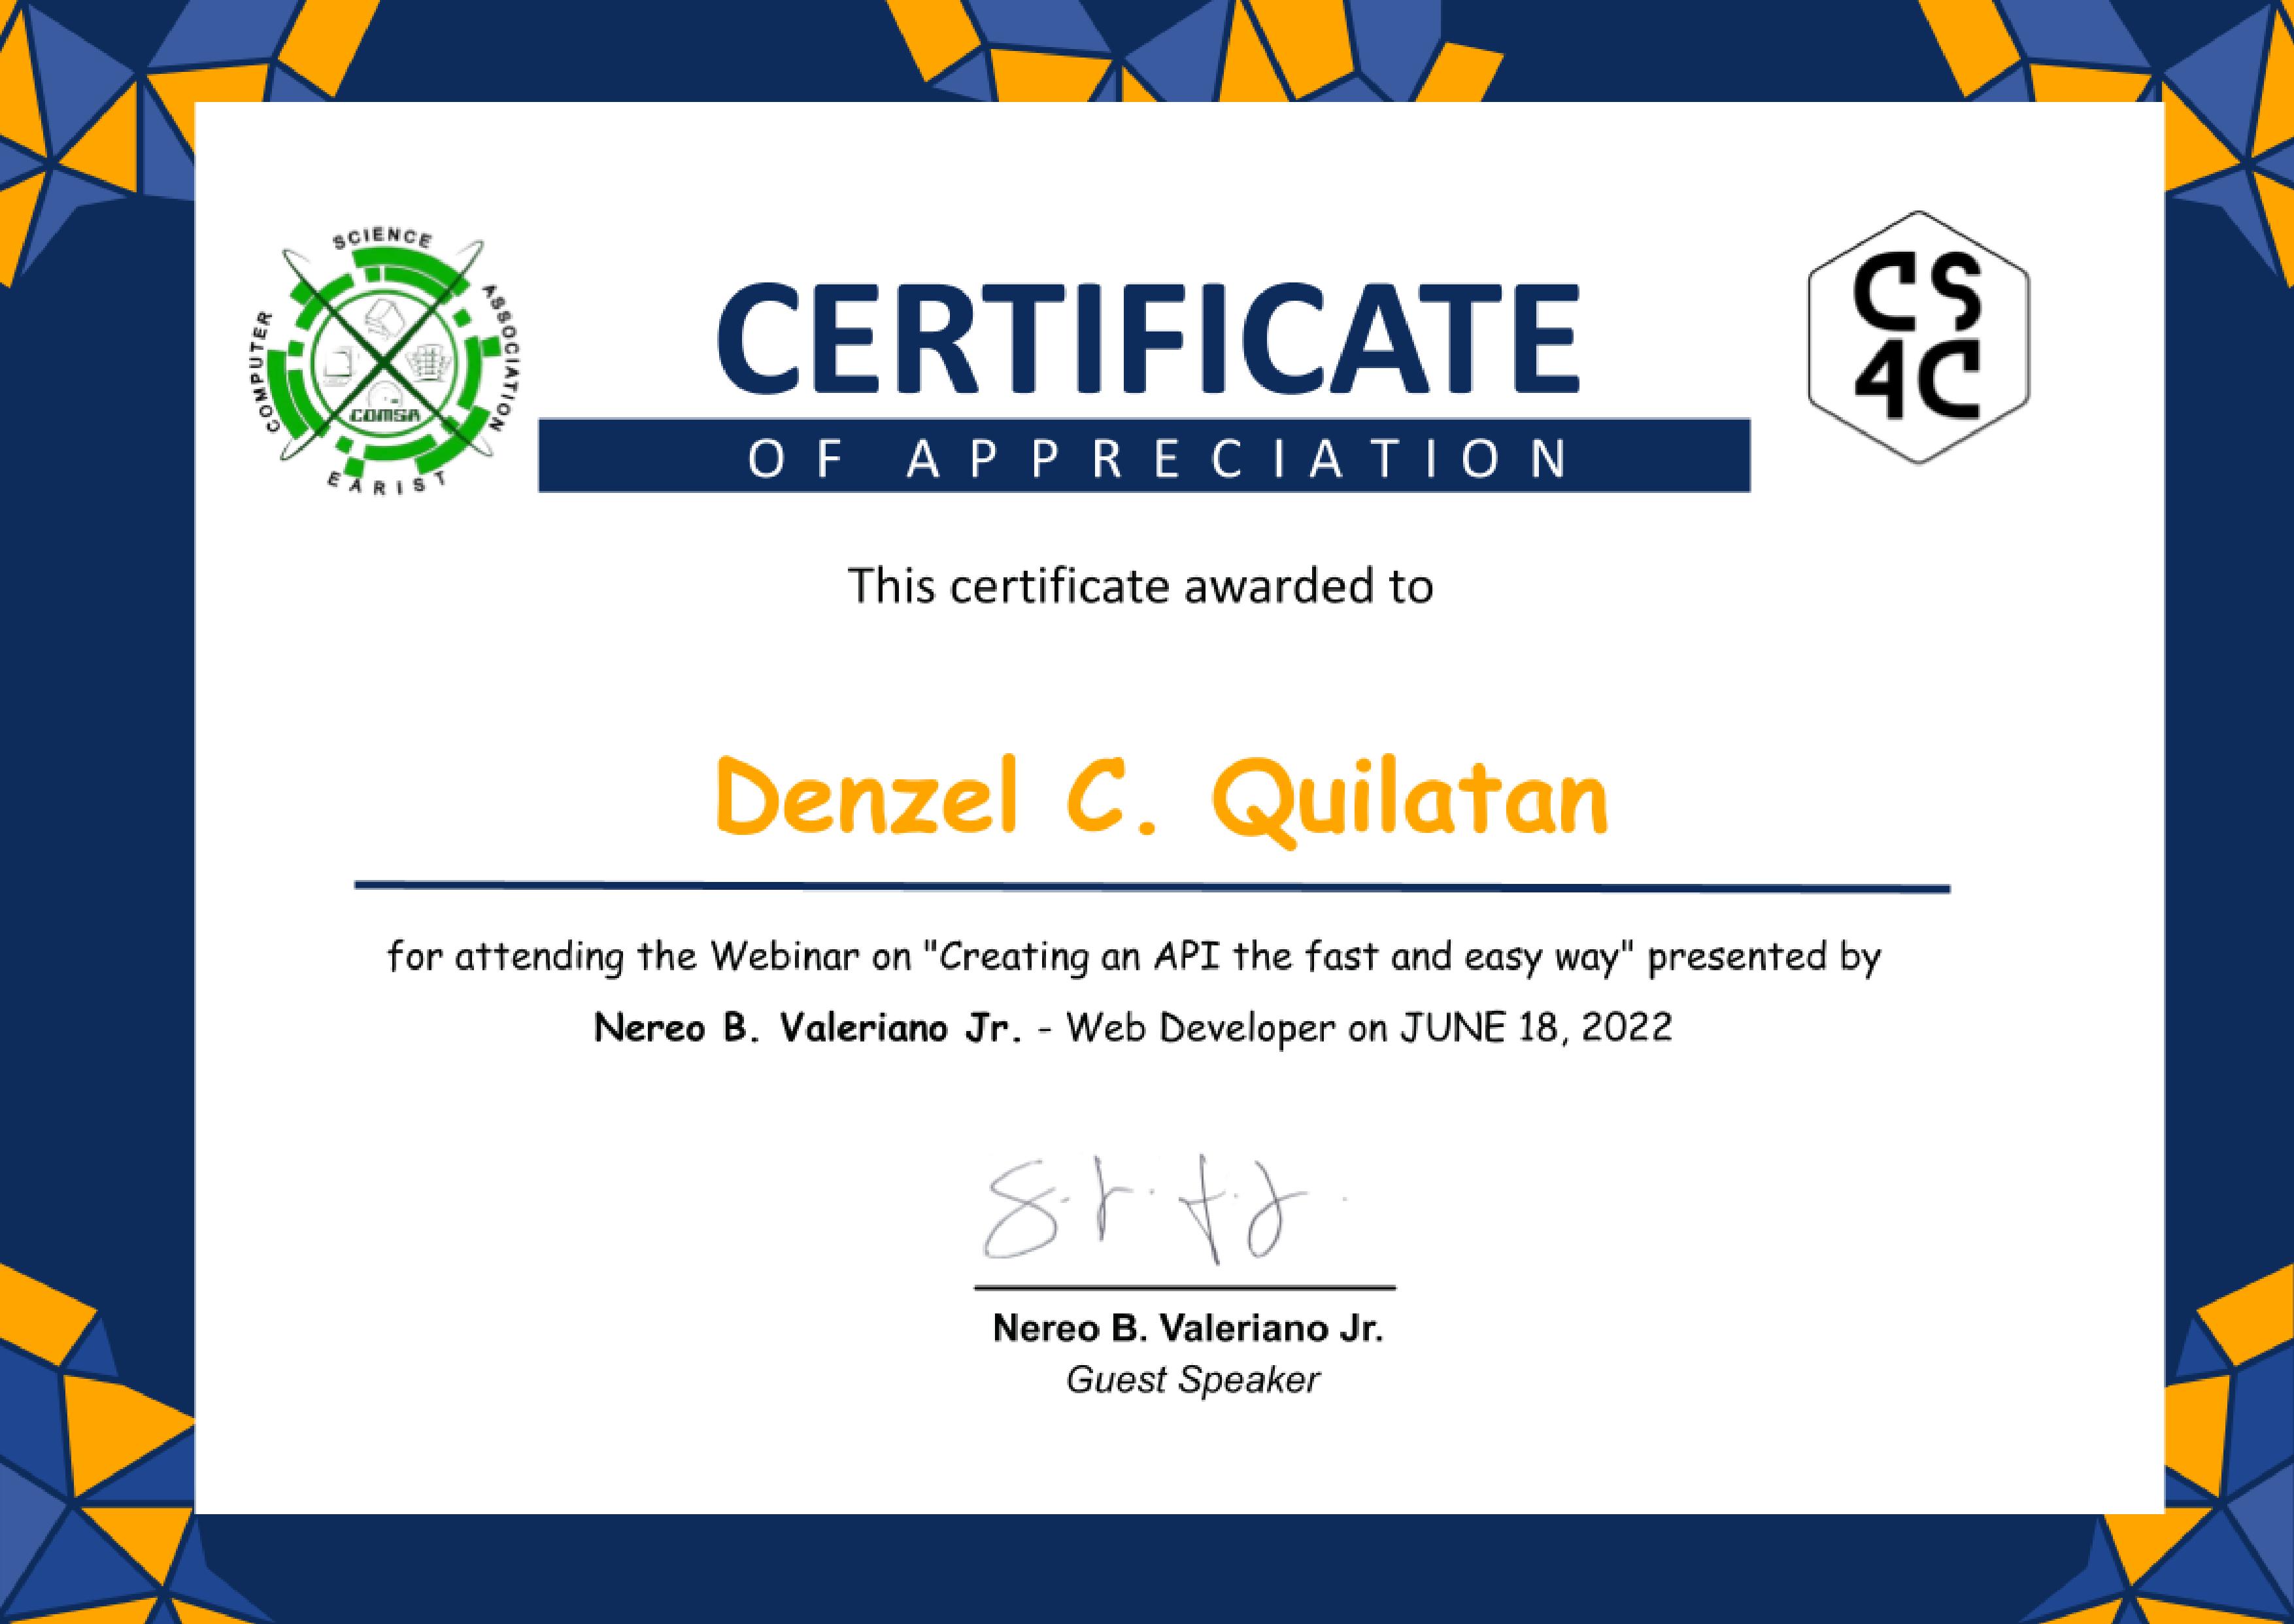 COMPUTER SCIENCE ASSOCIATION
COMSA
EARIST
CERTIFICATE
OF APPRECIATION
CS
4C
This certificate awarded to
Denzel C. Quilatan
for attending the Webinar on "Creating an API the fast and easy way" presented by
Nereo B. Valeriano Jr. - Web Developer on JUNE 18, 2022
Nereo B. Valeriano Jr.
Guest Speaker